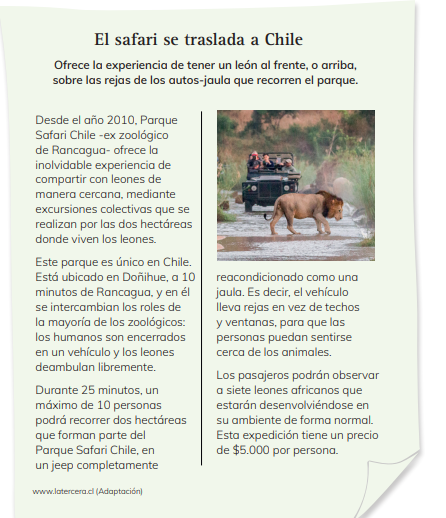 El safari se traslada a Chile
Ofrece la experiencia de tener un león al frente, o arriba,
sobre las rejas de los autos-jaula que recorren el parque.
Desde el año 2010, Parque
Safari Chile -ex zoológico
de Rancagua- ofrece la
inolvidable experiencia de
compartir con leones de
manera cercana, mediante
excursiones colectivas que se
realizan por las dos hectáreas
donde viven los leones.
Este parque es único en Chile.
Está ubicado en Doñihue, a 10
minutos de Rancagua, y en él
se intercambian los roles de
la mayoría de los zoológicos:
los humanos son encerrados
en un vehículo y los leones
deambulan libremente.
Durante 25 minutos, un
máximo de 10 personas
podrá recorrer dos hectáreas
que forman parte del
Parque Safari Chile, en
un jeep completamente
reacondicionado como una
jaula. Es decir, el vehículo
lleva rejas en vez de techos
y ventanas, para que las
personas puedan sentirse
cerca de los animales.
Los pasajeros podrán observar
a siete leones africanos que
estarán desenvolviéndose en
su ambiente de forma normal.
Esta expedición tiene un precio
de $5.000 por persona.
www.latercera.cl (Adaptación)